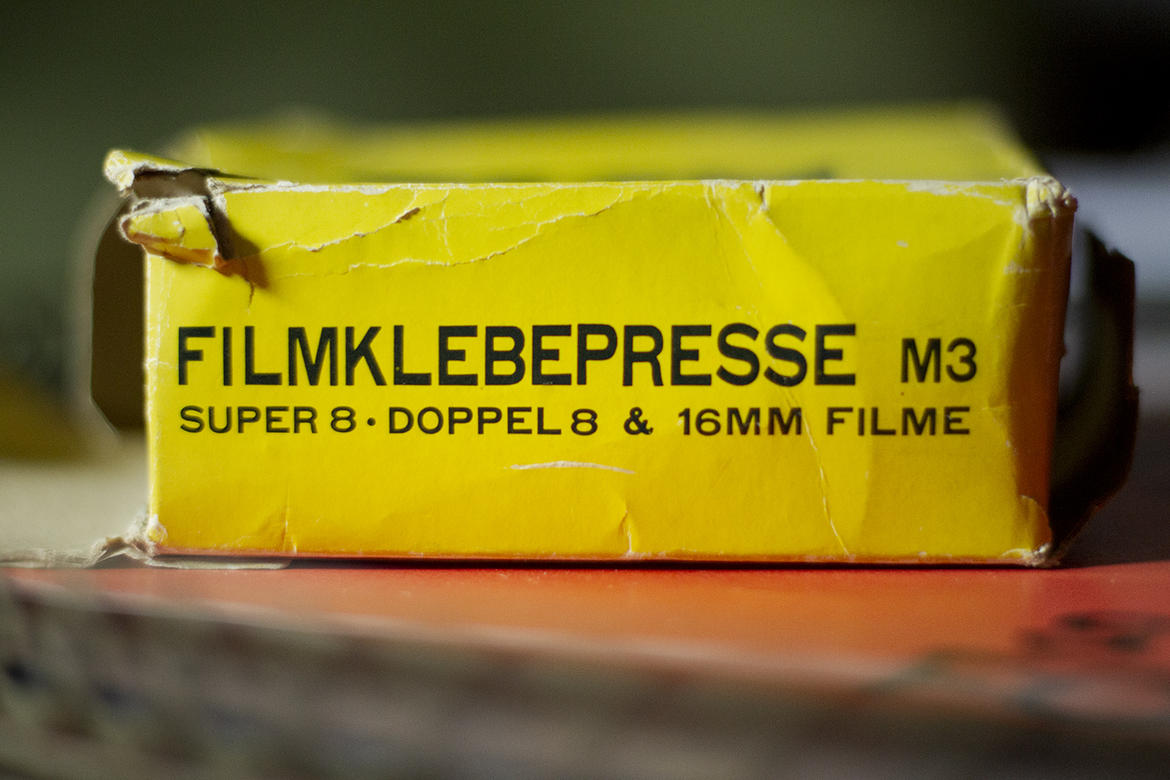 FILMKLEBEPRESSE M3
SUPER 8 · DOPPEL 8 & 16MM FILME